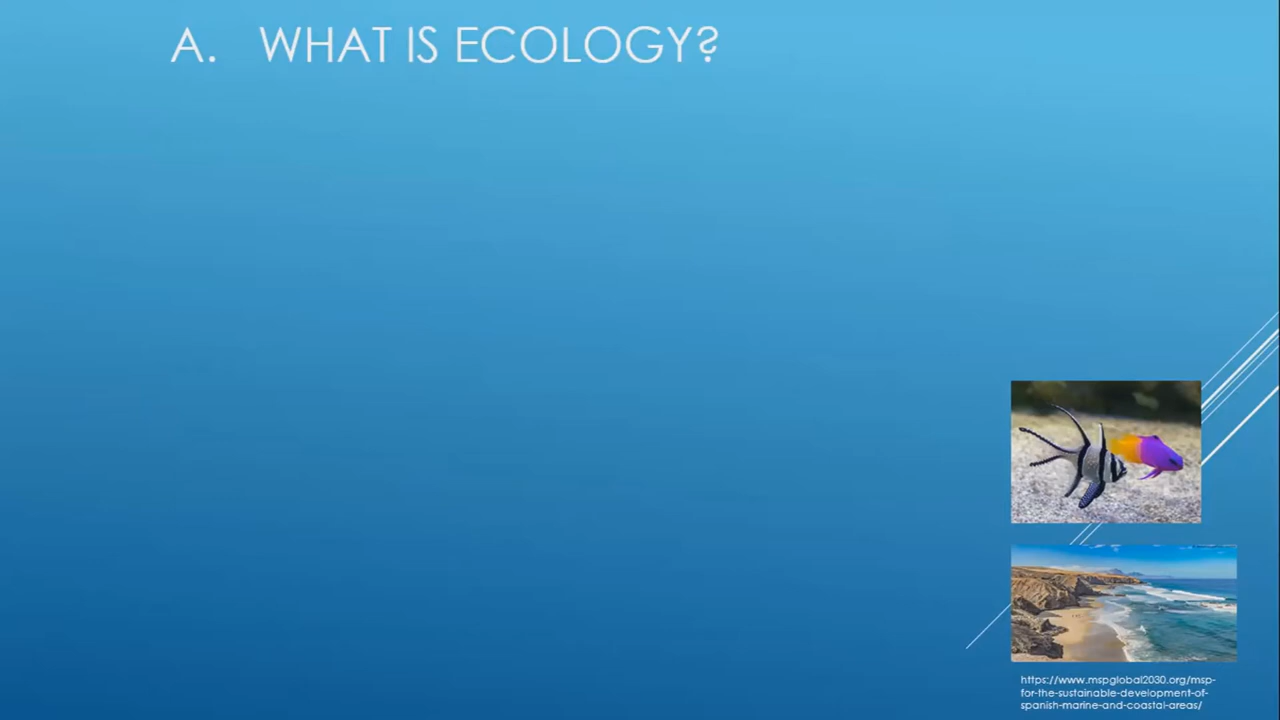 A. WHAT IS ECOLOGY?
https://www.mspglobal2030.org/msp-
for-the-sustainable-development-of-
spanish-marine-and-coastal-areas/